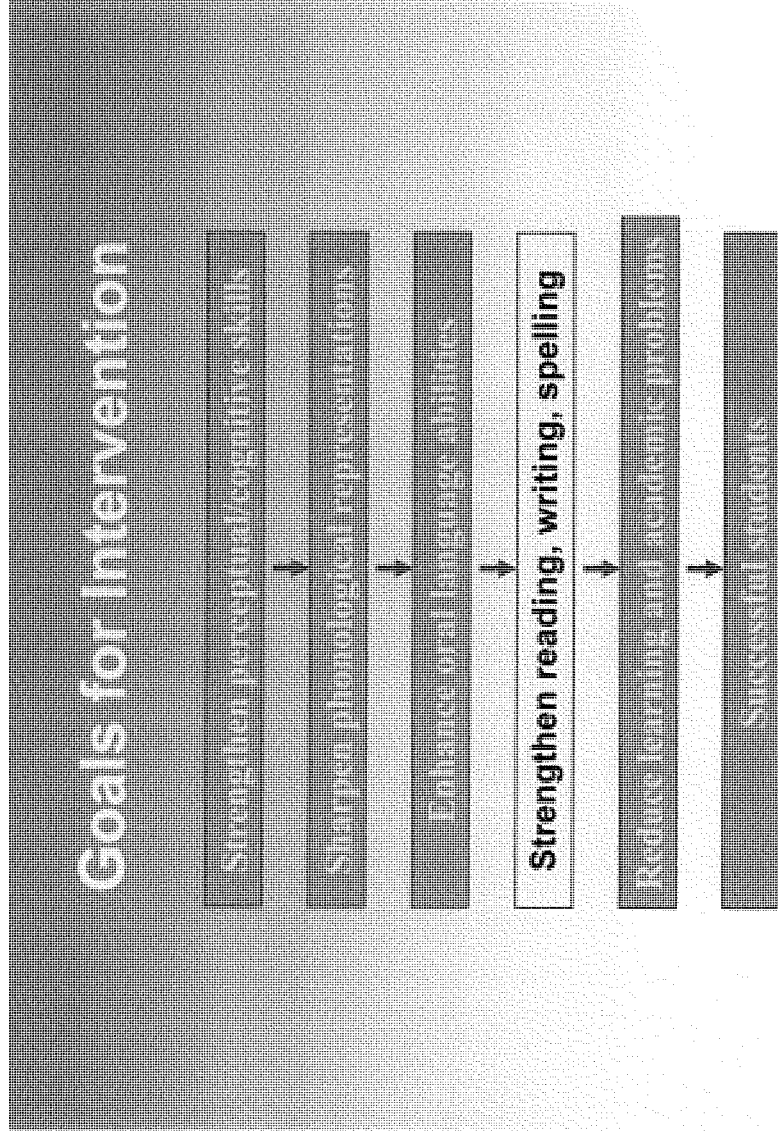 Goals for Intervention
Strengthen perceptual/cognitive skills
Sharpen phonological representations
Enhance oral language abilities
Strengthen reading, writing, spelling
Reduce learning and academic problems
Successful students